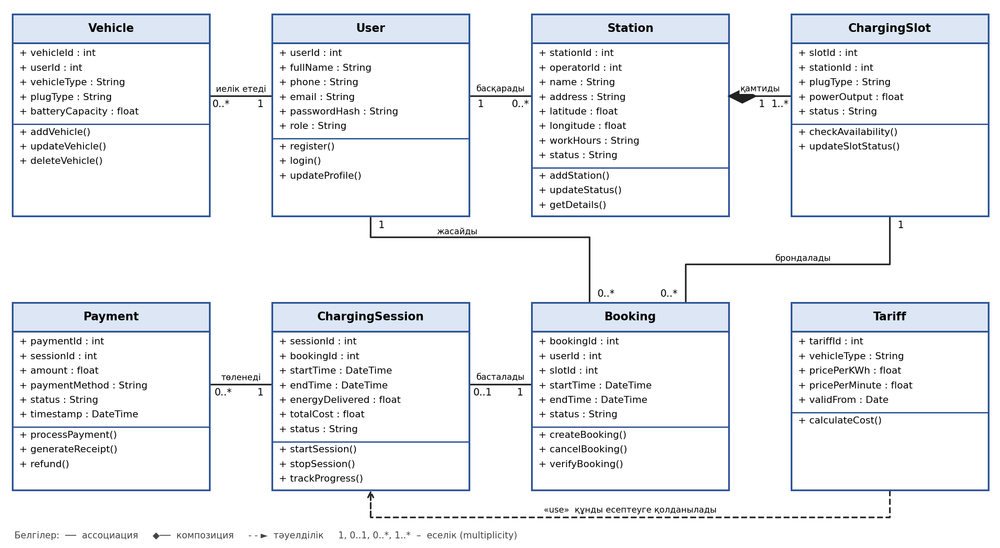 Vehicle
+ vehicleId : int
+ userId : int
+ vehicleType : String
+ plugType : String
+ batteryCapacity : float
+ addVehicle()
+ updateVehicle()
+ deleteVehicle()
иелік етеді
0..* 1
User
+ userId : int
+ fullName : String
+ phone : String
+ email : String
+ passwordHash : String
+ role : String
+ register()
+ login()
+ updateProfile()
басқарады
1 0..*
Station
+ stationId : int
+ operatorId : int
+ name : String
+ address : String
+ latitude : float
+ longitude : float
+ workHours : String
+ status : String
+ addStation()
+ updateStatus()
+ getDetails()
қамтиды
1 1..*
ChargingSlot
+ slotId : int
+ stationId : int
+ plugType : String
+ powerOutput : float
+ status : String
+ checkAvailability()
+ updateSlotStatus()
1
жасайды
0..*
1
брондалады
0..*
Payment
+ paymentId : int
+ sessionId : int
+ amount : float
+ paymentMethod : String
+ status : String
+ timestamp : DateTime
+ processPayment()
+ generateReceipt()
+ refund()
төленеді
0..* 1
ChargingSession
+ sessionId : int
+ bookingId : int
+ startTime : DateTime
+ endTime : DateTime
+ energyDelivered : float
+ totalCost : float
+ status : String
+ startSession()
+ stopSession()
+ trackProgress()
басталады
0..1 1
Booking
+ bookingId : int
+ userId : int
+ slotId : int
+ startTime : DateTime
+ endTime : DateTime
+ status : String
+ createBooking()
+ cancelBooking()
+ verifyBooking()
Tariff
+ tariffId : int
+ vehicleType : String
+ pricePerKWh : float
+ pricePerMinute : float
+ validFrom : Date
+ calculateCost()
«use» құнды есептеуге қолданылады
Белгілер: ── ассоциация ◆── композиция - - ► тәуелділік 1, 0..1, 0..*, 1..* – еселік (multiplicity)